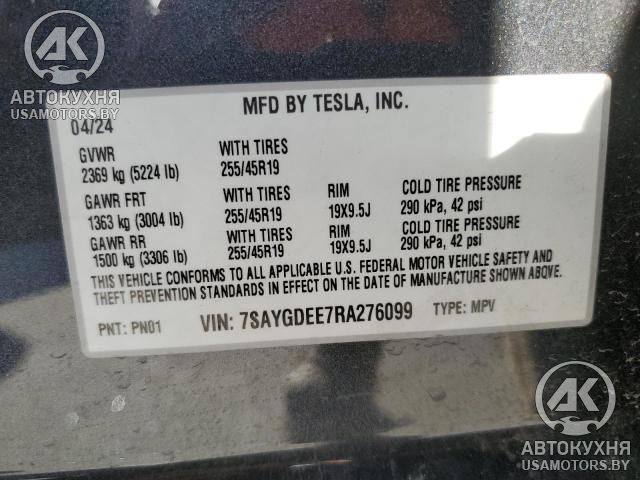 AK
АВТОКУХНЯ
USAMOTORS.BY
MFD BY TESLA, INC.
04/24
GVWR WITH TIRES
2369 kg (5224 lb) 255/45R19
GAWR FRT WITH TIRES RIM COLD TIRE PRESSURE
1363 kg (3004 lb) 255/45R19 19X9.5J 290 kPa, 42 psi
GAWR RR WITH TIRES RIM COLD TIRE PRESSURE
1500 kg (3306 lb) 255/45R19 19X9.5J 290 kPa, 42 psi
THIS VEHICLE CONFORMS TO ALL APPLICABLE U.S. FEDERAL MOTOR VEHICLE SAFETY AND
THEFT PREVENTION STANDARDS IN EFFECT ON THE DATE OF MANUFACTURE SHOWN ABOVE.
PNT: PN01 VIN: 7SAYGDEE7RA276099 TYPE: MPV
AK
АВТОКУХНЯ
USAMOTORS.BY